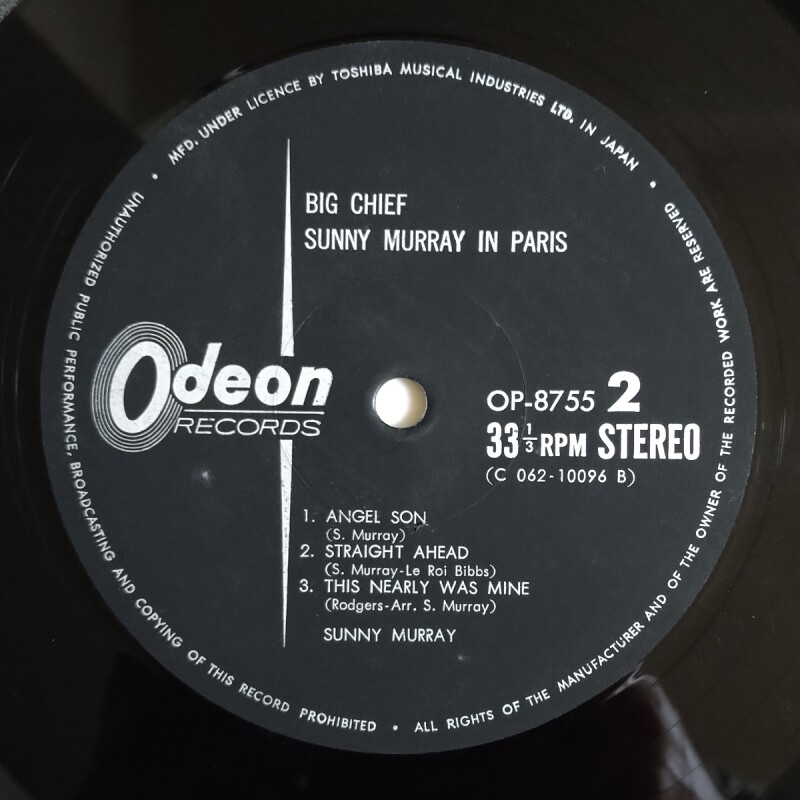 MFD. UNDER LICENCE BY TOSHIBA MUSICAL INDUSTRIES LTD. IN JAPAN •
BIG CHIEF
SUNNY MURRAY IN PARIS
Odeon
RECORDS
OP-8755 2
33 1/3 RPM STEREO
(C 062-10096 B)
1. ANGEL SON
(S. Murray)
2. STRAIGHT AHEAD
(S. Murray-Le Roi Bibbs)
3. THIS NEARLY WAS MINE
(Rodgers-Arr. S. Murray)
SUNNY MURRAY
UNAUTHORIZED PUBLIC PERFORMANCE, BROADCASTING AND COPYING OF THIS RECORD PROHIBITED • ALL RIGHTS OF THE MANUFACTURER AND OF THE OWNER OF THE RECORDED WORK ARE RESERVED